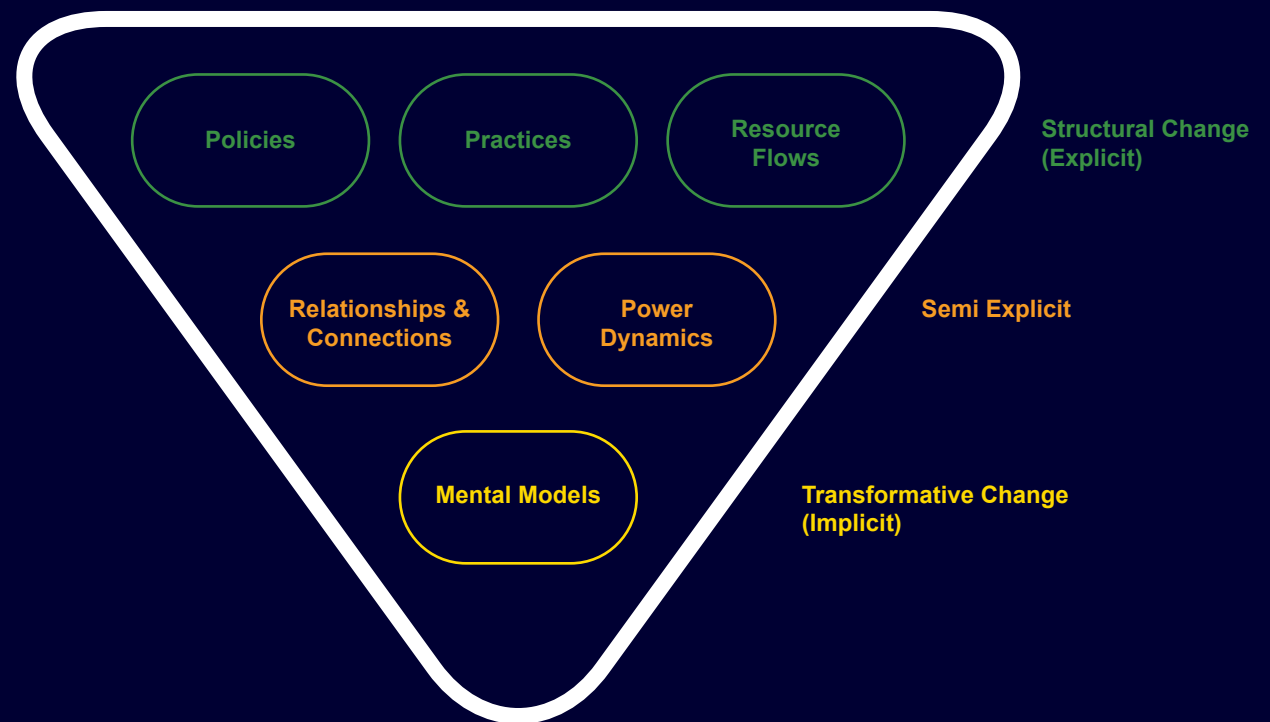 Policies
Practices
Resource
Flows
Structural Change
(Explicit)
Relationships &
Connections
Power
Dynamics
Semi Explicit
Mental Models
Transformative Change
(Implicit)